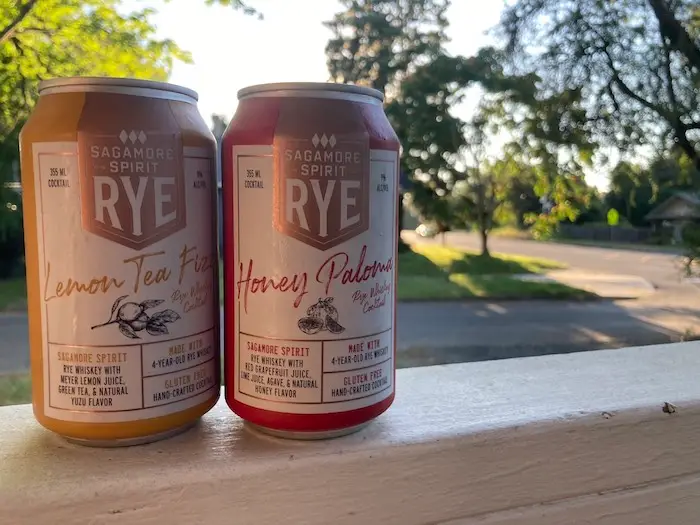 SAGAMORE
SPIRIT
RYE
355 ML
COCKTAIL
ALCOHOL
Lemon Tea Fizz
Rye Whiskey
Cocktail
SAGAMORE SPIRIT
RYE WHISKEY WITH
MEYER LEMON JUICE,
GREEN TEA, & NATURAL
YUZU FLAVOR
MADE WITH
4-YEAR-OLD RYE WHISKEY
GLUTEN FREE
HAND-CRAFTED COCKTAIL
SAGAMORE
SPIRIT
RYE
355 ML
COCKTAIL
ALCOHOL
Honey Paloma
Rye Whiskey
Cocktail
SAGAMORE SPIRIT
RYE WHISKEY WITH
RED GRAPEFRUIT JUICE,
LIME JUICE, AGAVE, & NATURAL
HONEY FLAVOR
MADE WITH
4-YEAR-OLD RYE WHISKEY
GLUTEN FREE
HAND-CRAFTED COCKTAIL